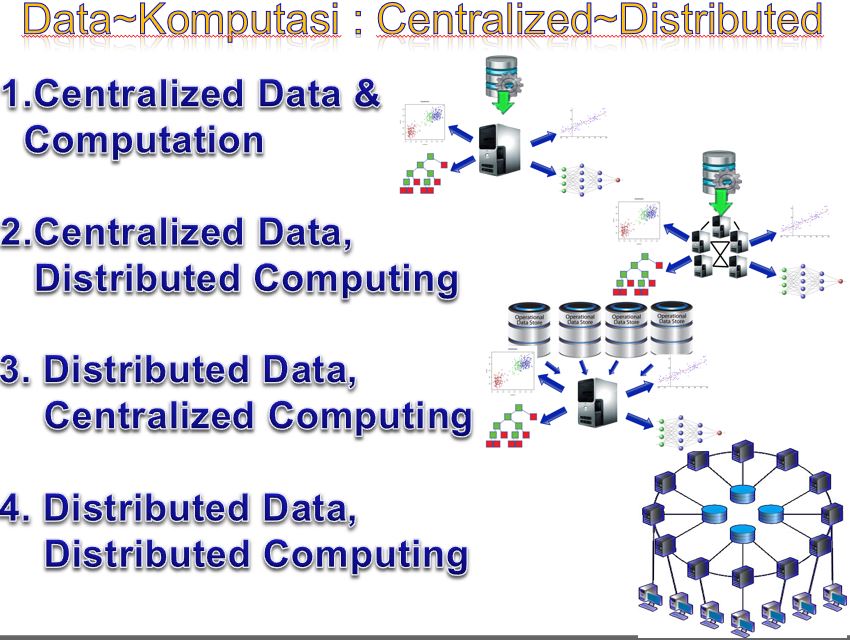 Data~Komputasi : Centralized~Distributed
1.Centralized Data &
Computation
2.Centralized Data,
Distributed Computing
Operational
Data Store
Operational
Data Store
Operational
Data Store
Operational
Data Store
3. Distributed Data,
Centralized Computing
4. Distributed Data,
Distributed Computing